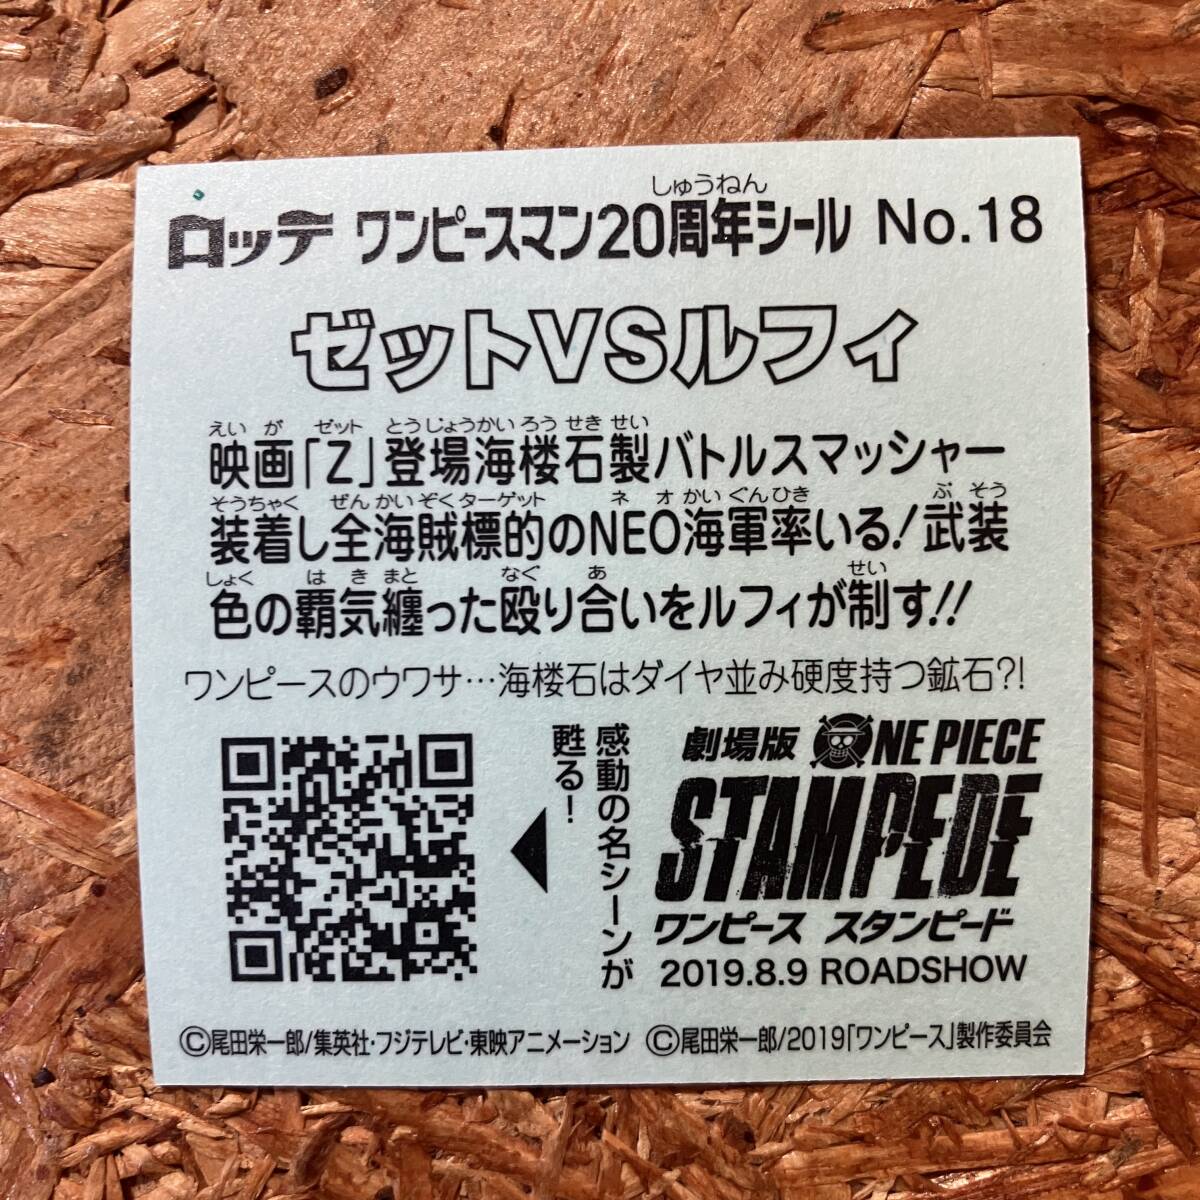 ロッテ ワンピースマン20周年シール No.18
しゅうねん
ゼットVSルフィ
えいが ゼット とうじょうかいろうせきせい
映画「Z」登場海楼石製バトルスマッシャー
そうちゃく ぜんかいぞくターゲット ネオかいぐんひき ぶそう
装着し全海賊標的のNEO海軍率いる!武装
しょく はきまと なぐ あ せい
色の覇気纏った殴り合いをルフィが制す!!
ワンピースのウワサ…海楼石はダイヤ並み硬度持つ鉱石?!
感動の名シーンが
甦る!
劇場版 ONE PIECE
STAMPEDE
ワンピース スタンピード
2019.8.9 ROADSHOW
©尾田栄一郎/集英社・フジテレビ・東映アニメーション ©尾田栄一郎/2019「ワンピース」製作委員会